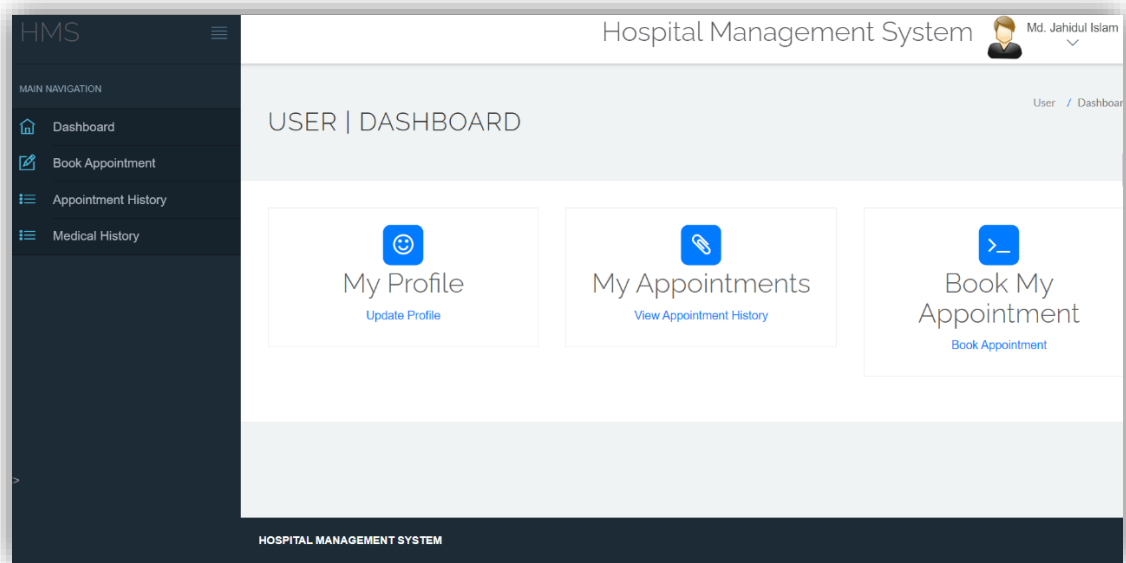 HMS
Hospital Management System
Md. Jahidul Islam
MAIN NAVIGATION
Dashboard
Book Appointment
Appointment History
Medical History
>
USER | DASHBOARD
User / Dashboar
My Profile
Update Profile
My Appointments
View Appointment History
Book My
Appointment
Book Appointment
HOSPITAL MANAGEMENT SYSTEM